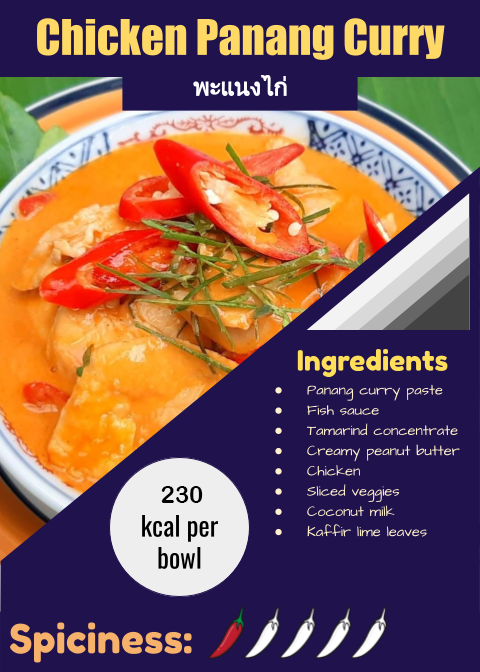 Chicken Panang Curry
พะแนงไก่
Ingredients
Panang curry paste
Fish sauce
Tamarind concentrate
Creamy peanut butter
Chicken
Sliced veggies
Coconut milk
Kaffir lime leaves
230
kcal per
bowl
Spiciness: